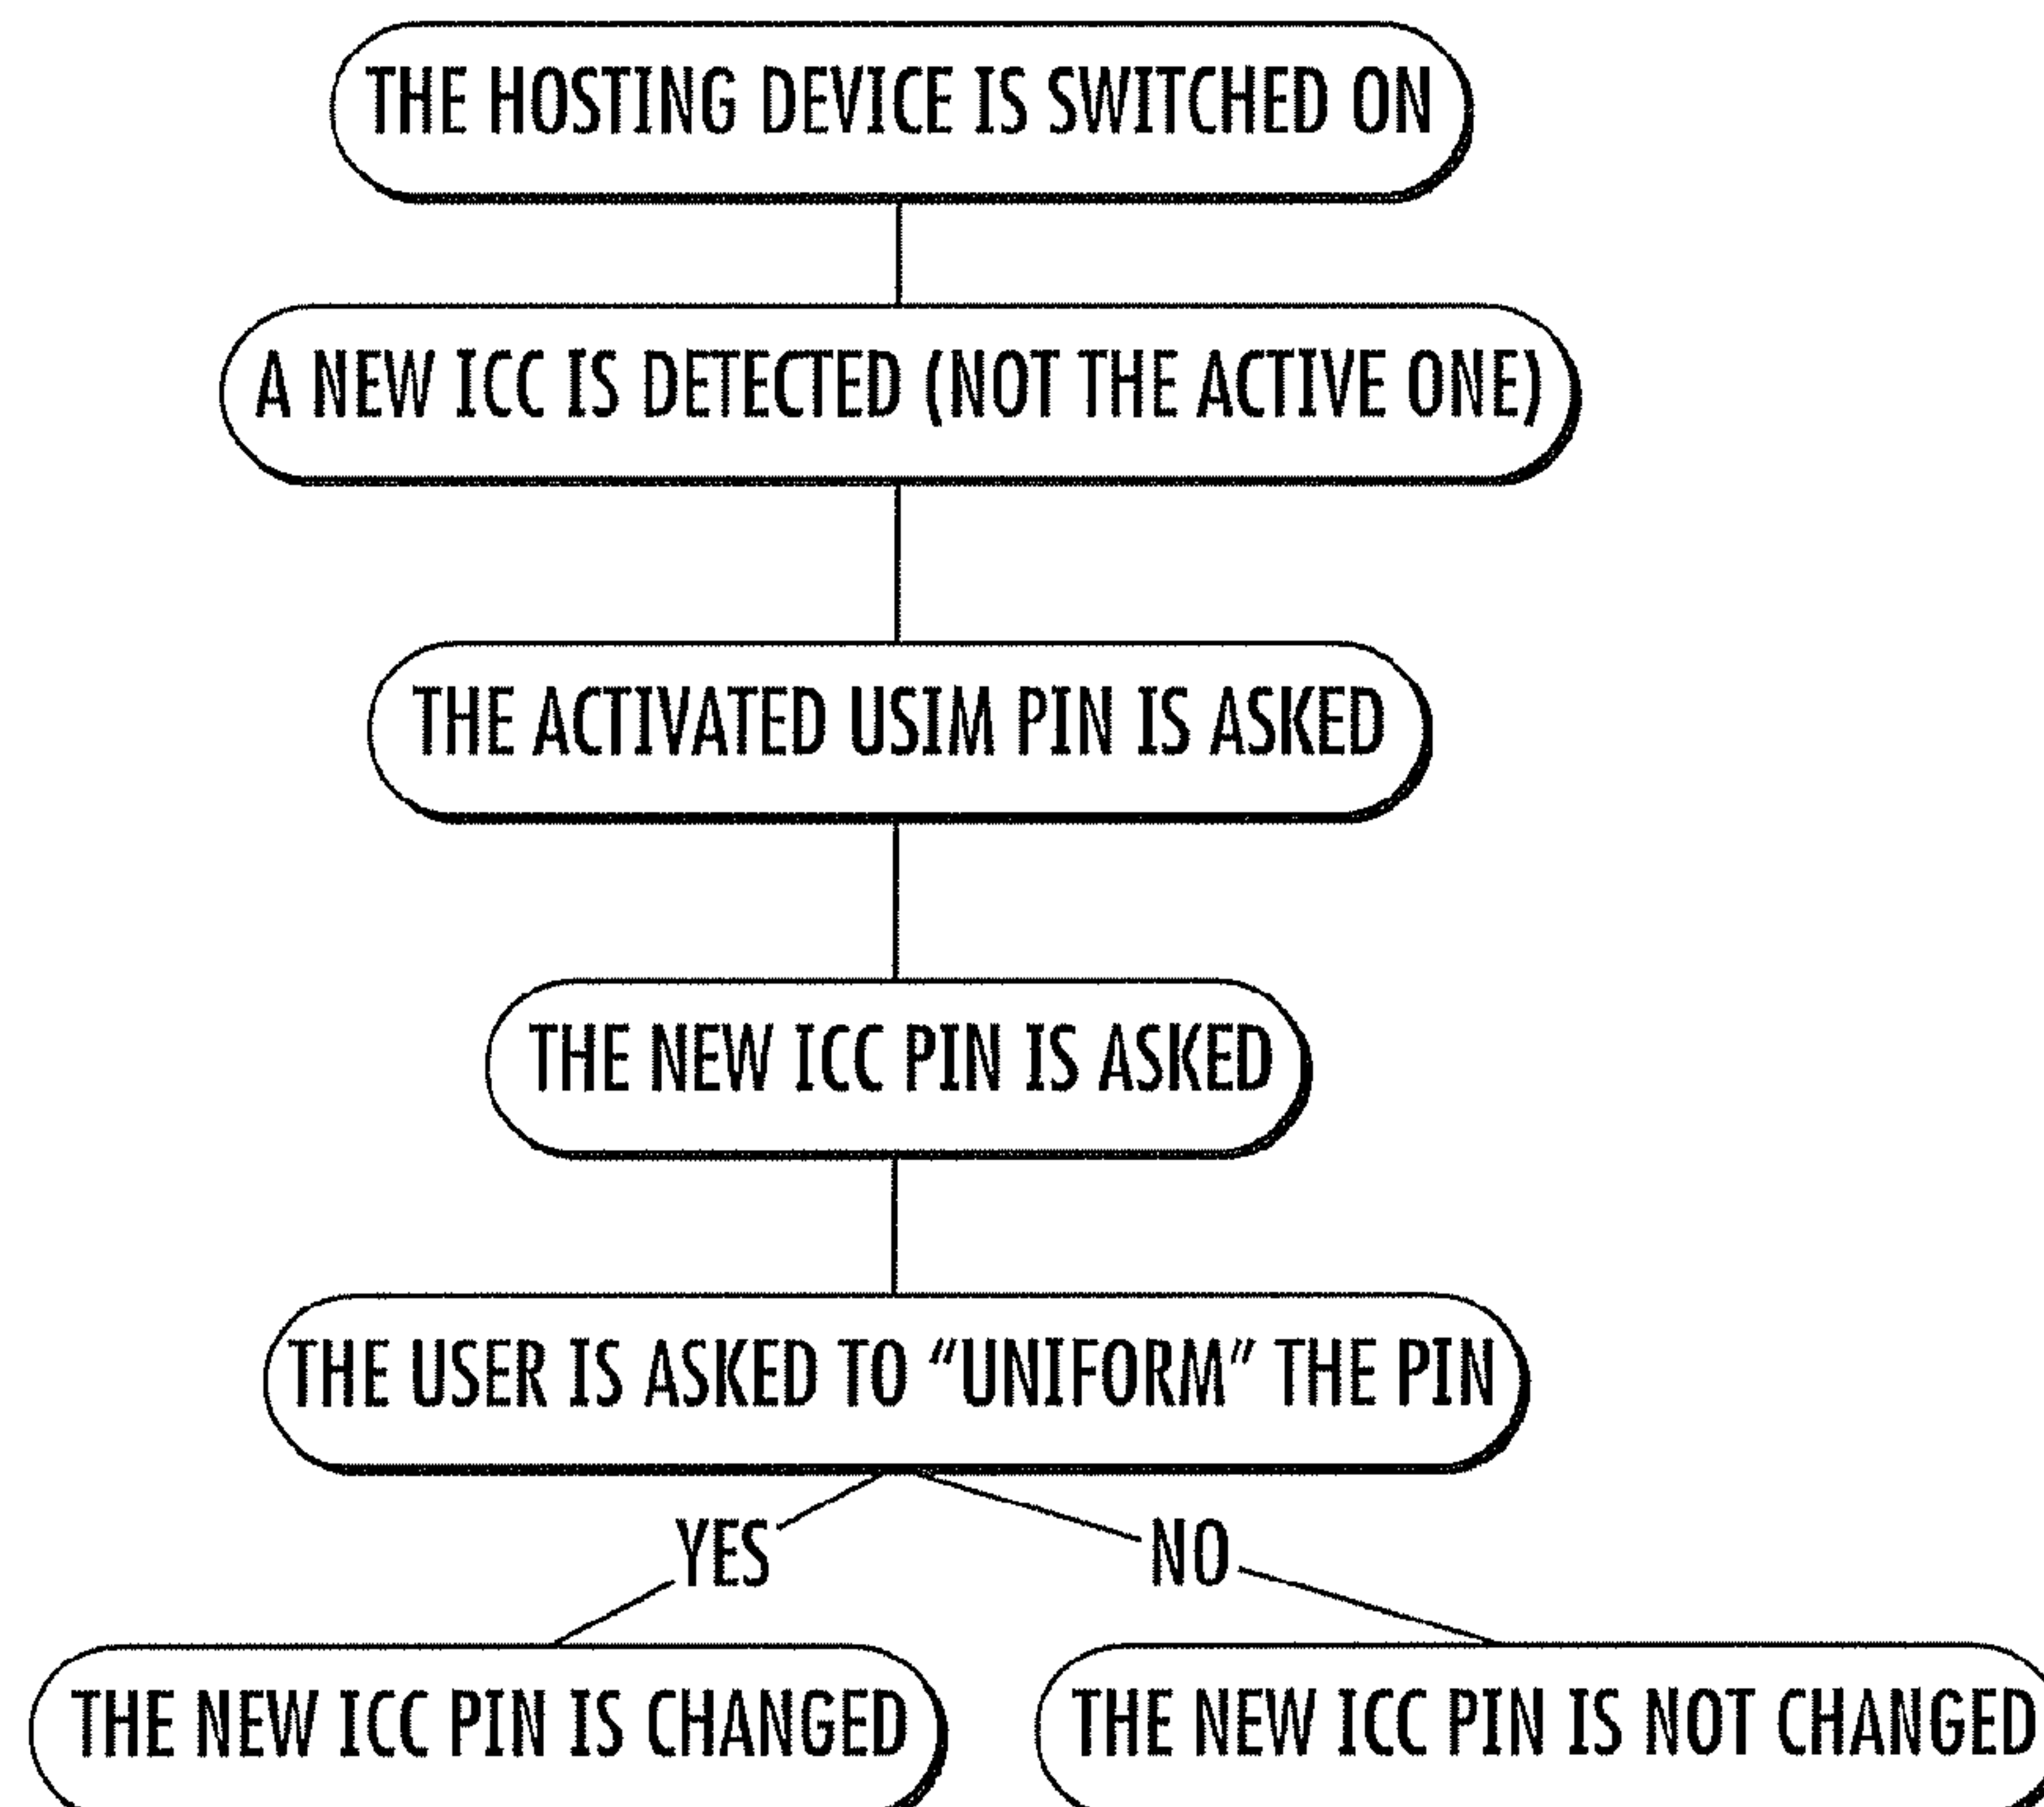 THE HOSTING DEVICE IS SWITCHED ON
A NEW ICC IS DETECTED (NOT THE ACTIVE ONE)
THE ACTIVATED USIM PIN IS ASKED
THE NEW ICC PIN IS ASKED
THE USER IS ASKED TO “UNIFORM” THE PIN
YES
NO
THE NEW ICC PIN IS CHANGED
THE NEW ICC PIN IS NOT CHANGED